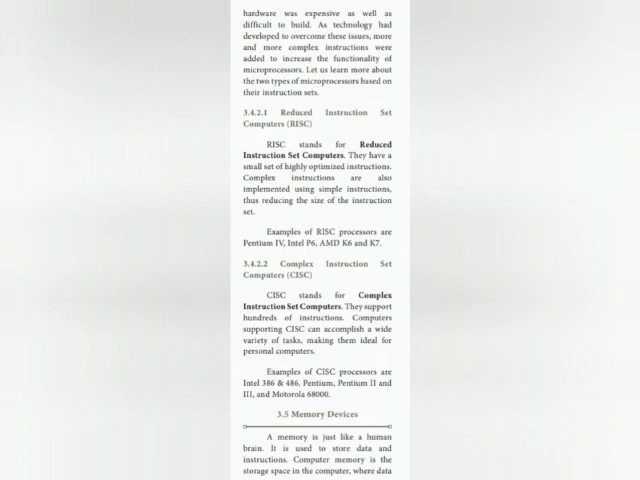 hardware was expensive as well as
difficult to build. As technology had
developed to overcome these issues, more
and more complex instructions were
added to increase the functionality of
microprocessors. Let us learn more about
the two types of microprocessors based on
their instruction sets.
3.4.2.1 Reduced Instruction Set
Computers (RISC)
RISC stands for Reduced
Instruction Set Computers. They have a
small set of highly optimized instructions.
Complex instructions are also
implemented using simple instructions,
thus reducing the size of the instruction
set.
Examples of RISC processors are
Pentium IV, Intel P6, AMD K6 and K7.
3.4.2.2 Complex Instruction Set
Computers (CISC)
CISC stands for Complex
Instruction Set Computers. They support
hundreds of instructions. Computers
supporting CISC can accomplish a wide
variety of tasks, making them ideal for
personal computers.
Examples of CISC processors are
Intel 386 & 486, Pentium, Pentium II and
III, and Motorola 68000.
3.5 Memory Devices
A memory is just like a human
brain. It is used to store data and
instructions. Computer memory is the
storage space in the computer, where data